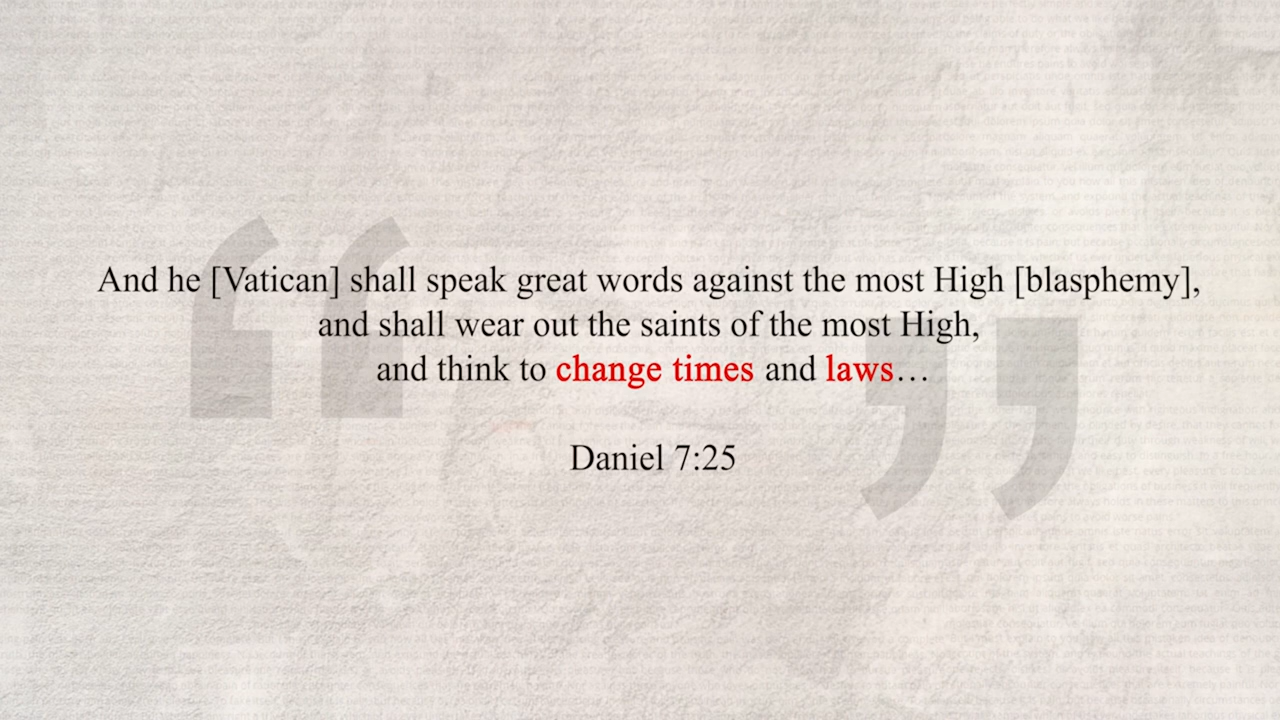 And he [Vatican] shall speak great words against the most High [blasphemy],
and shall wear out the saints of the most High,
and think to change times and laws…
Daniel 7:25